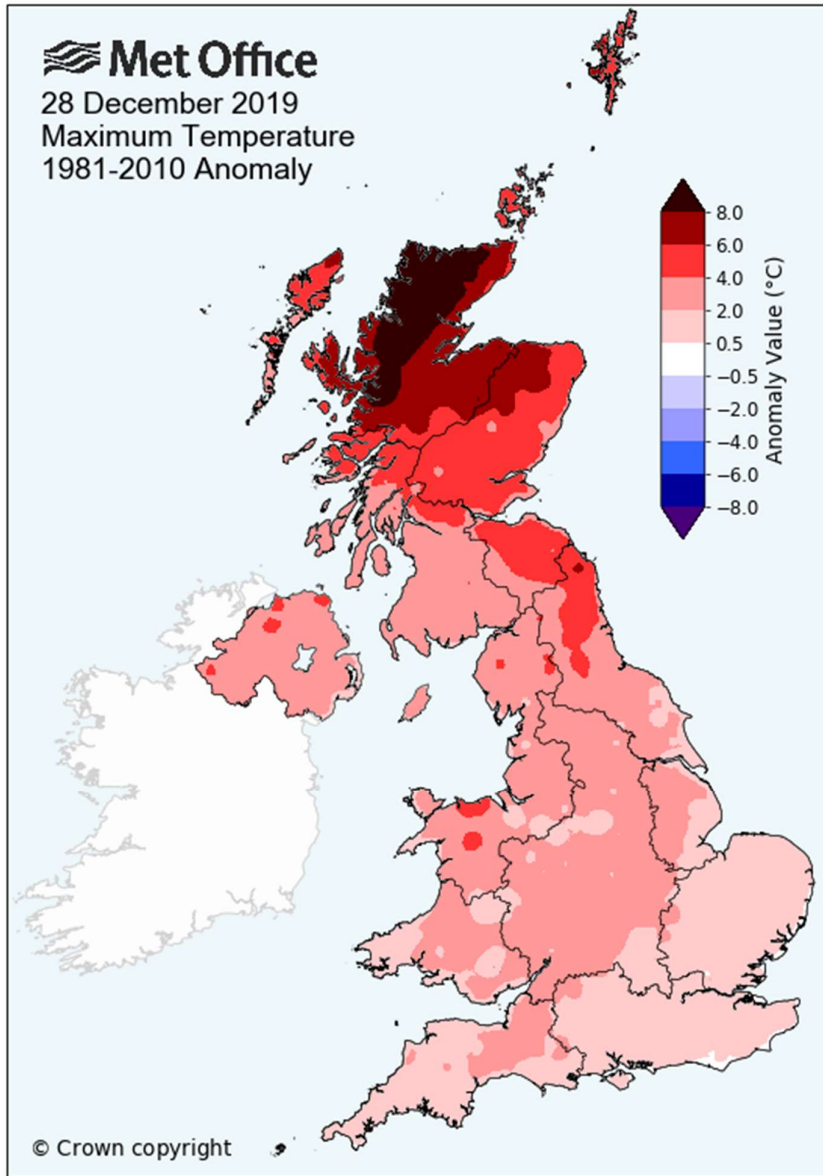 Met Office
28 December 2019
Maximum Temperature
1981-2010 Anomaly
8.0
6.0
4.0
2.0
0.5
−0.5
−2.0
−4.0
−6.0
−8.0
Anomaly Value (°C)
© Crown copyright